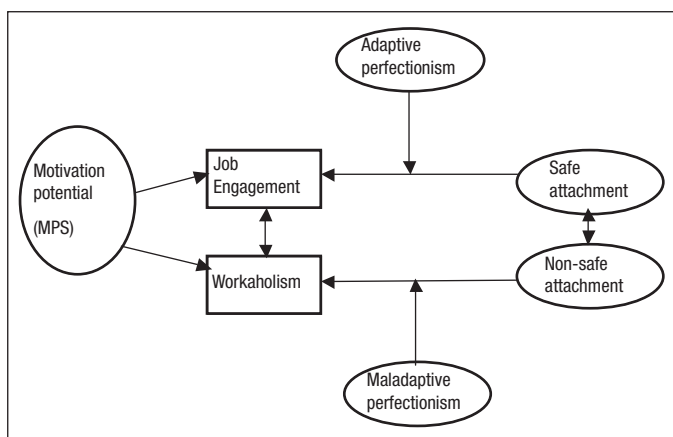 Adaptive
perfectionism
Motivation
potential
(MPS)
Job
Engagement
Safe
attachment
Workaholism
Non-safe
attachment
Maladaptive
perfectionism